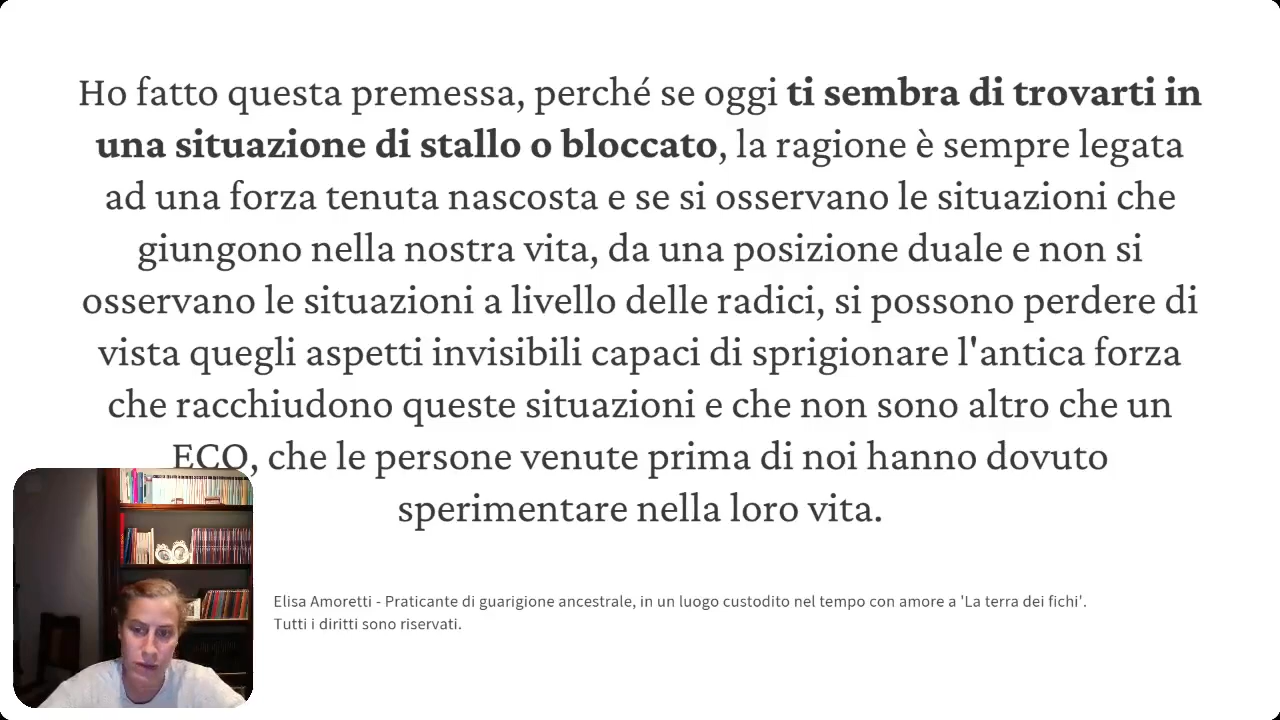 Ho fatto questa premessa, perché se oggi ti sembra di trovarti in
una situazione di stallo o bloccato, la ragione è sempre legata
ad una forza tenuta nascosta e se si osservano le situazioni che
giungono nella nostra vita, da una posizione duale e non si
osservano le situazioni a livello delle radici, si possono perdere di
vista quegli aspetti invisibili capaci di sprigionare l'antica forza
che racchiudono queste situazioni e che non sono altro che un
ECO, che le persone venute prima di noi hanno dovuto
sperimentare nella loro vita.
Elisa Amoretti - Praticante di guarigione ancestrale, in un luogo custodito nel tempo con amore a 'La terra dei fichi'.
Tutti i diritti sono riservati.